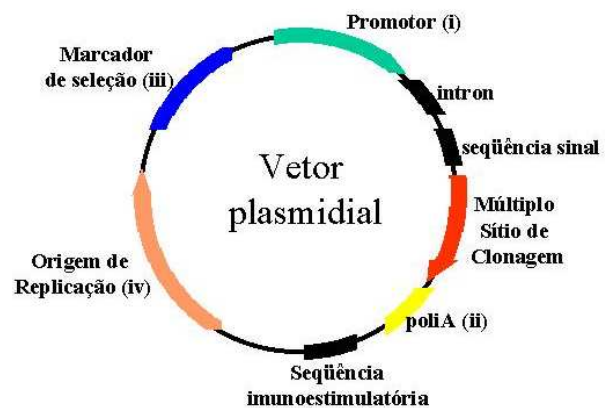 Promotor (i)
Marcador
de seleção (iii)
intron
seqüência sinal
Vetor
plasmidial
Múltiplo
Sítio de
Clonagem
Origem de
Replicação (iv)
poliA (ii)
Seqüência
imunoestimulatória